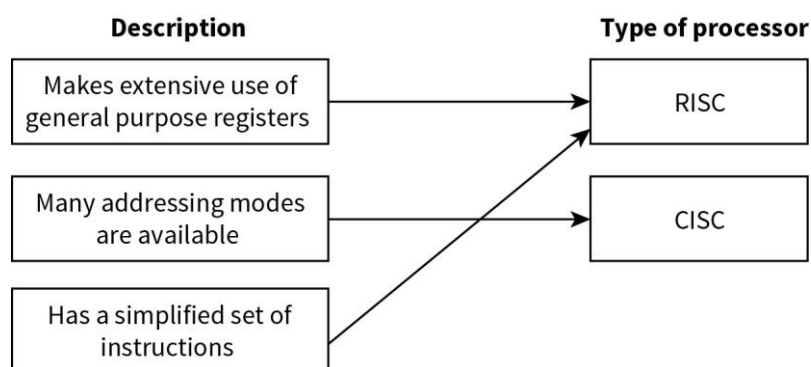 Description
Type of processor
Makes extensive use of
general purpose registers
RISC
Many addressing modes
are available
CISC
Has a simplified set of
instructions